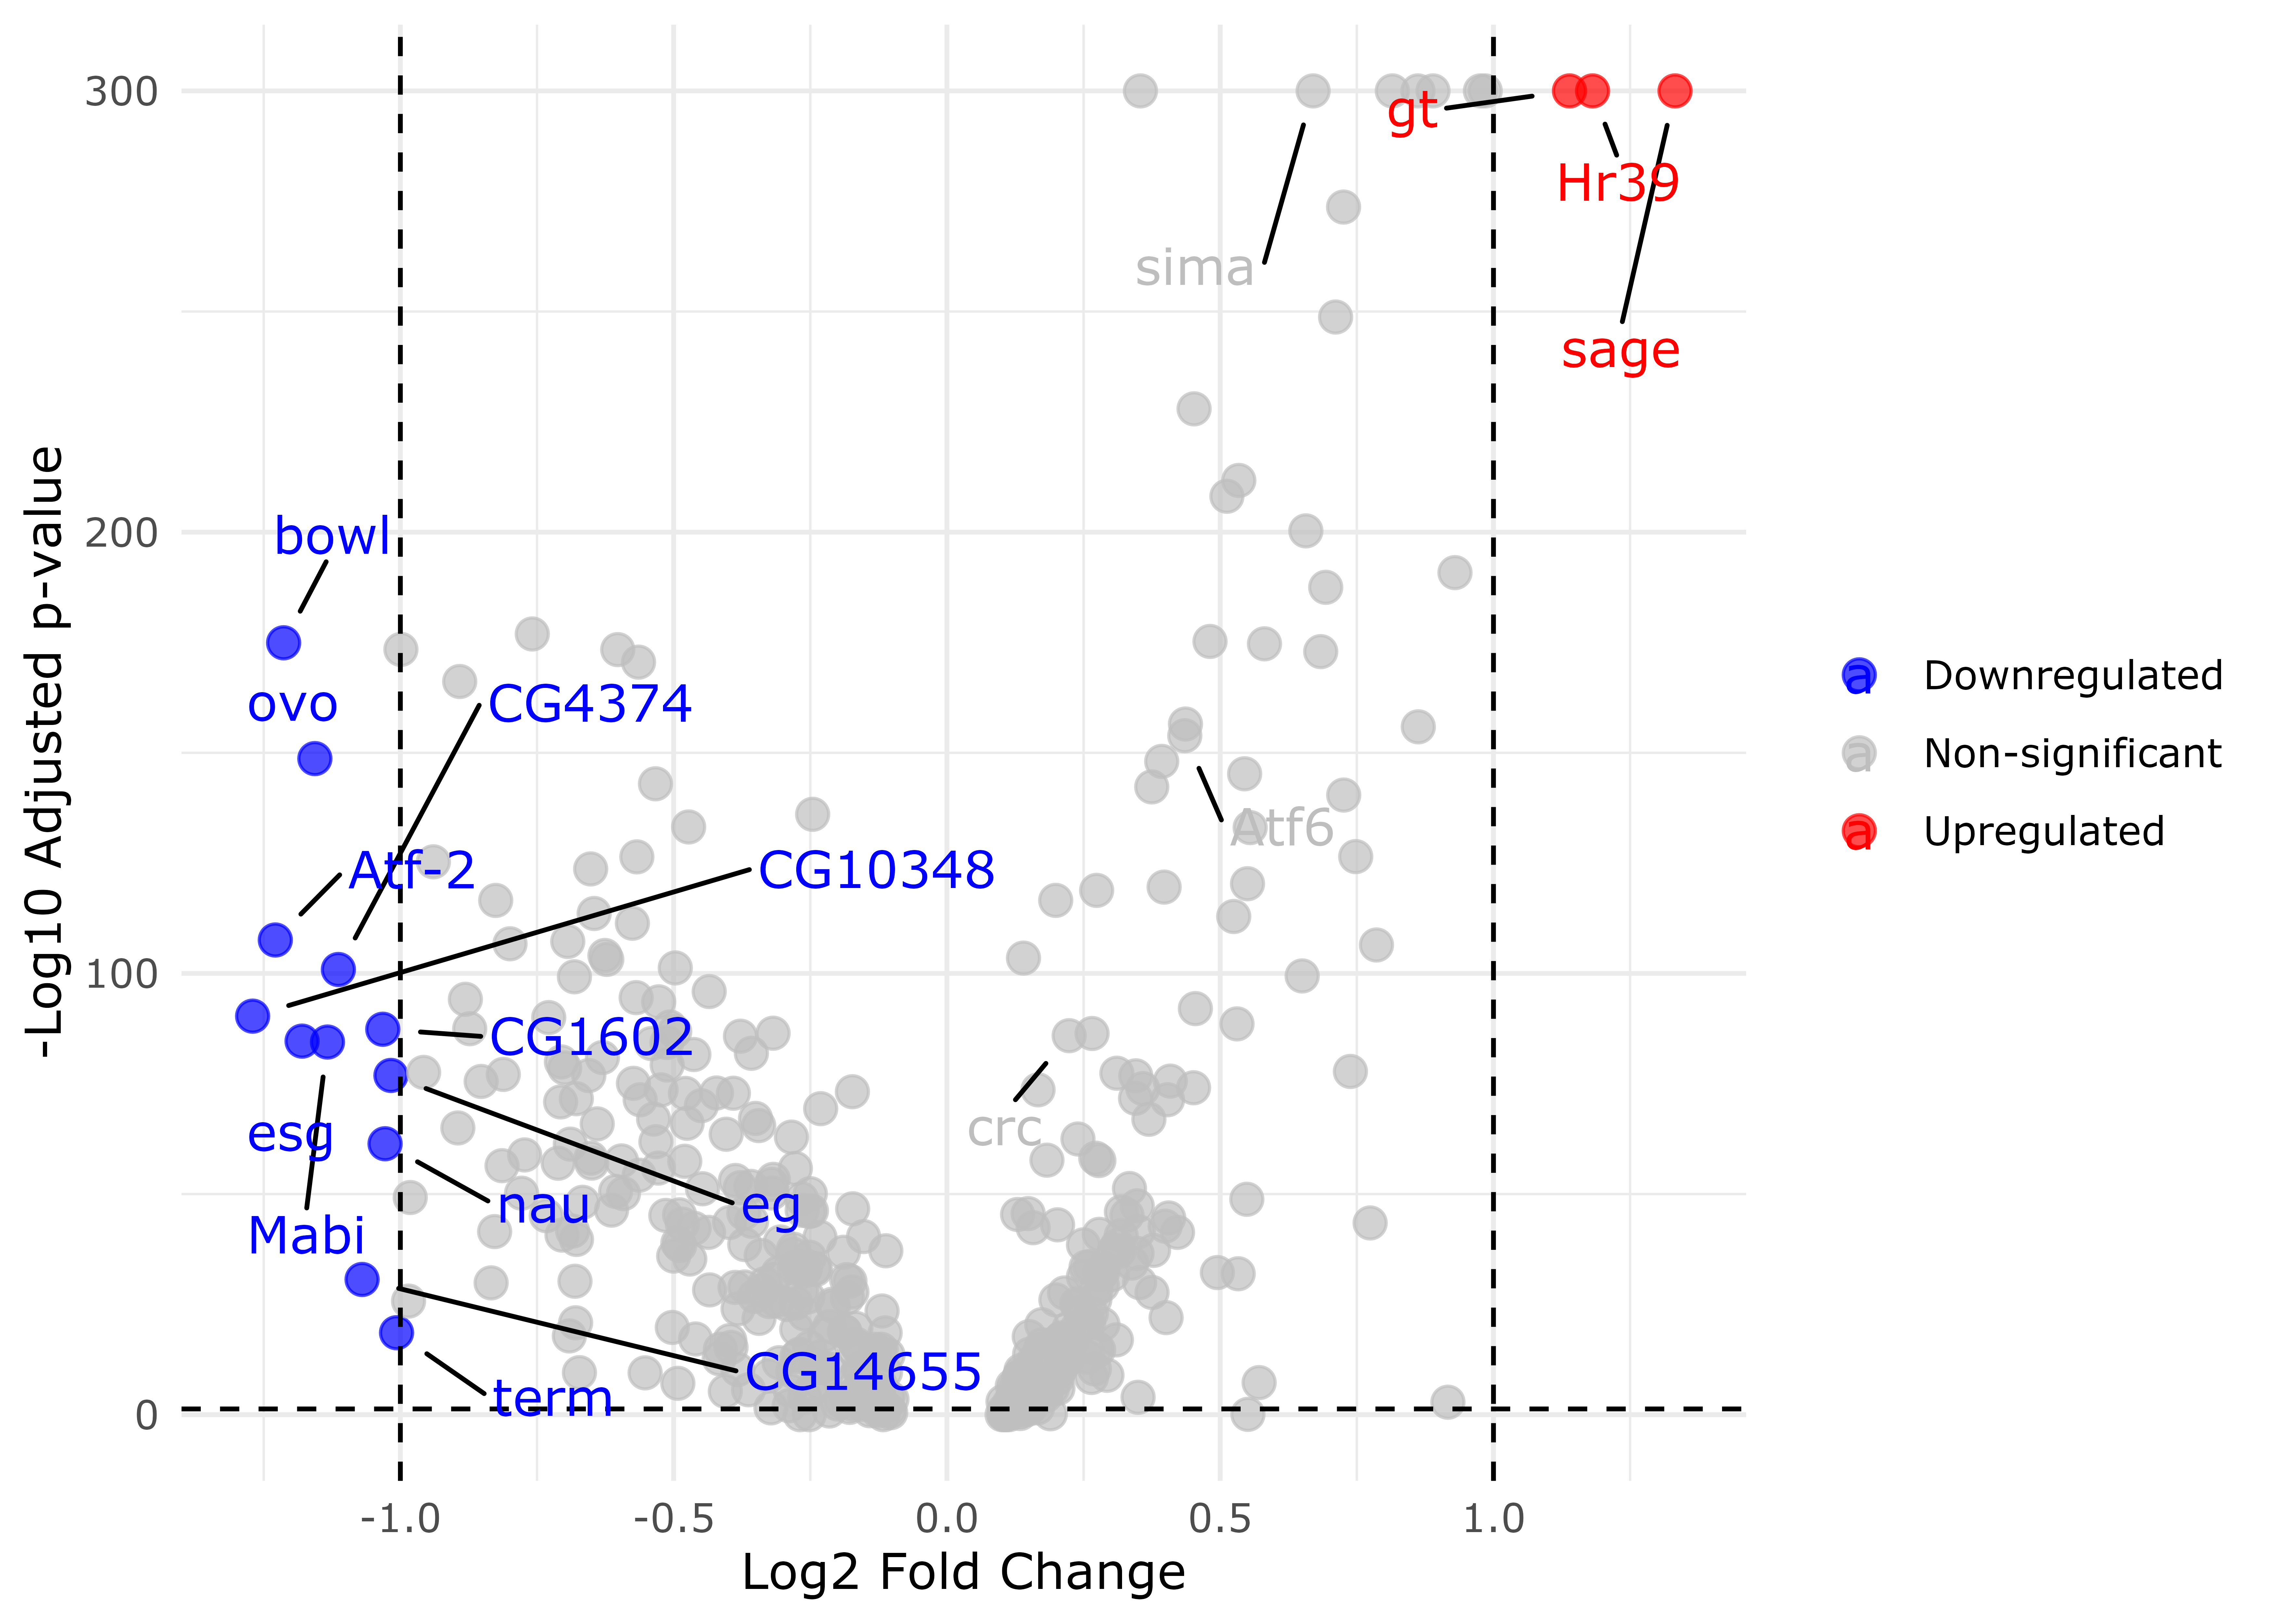 300
200
100
0
-Log10 Adjusted p-value
gt
Hr39
sima
sage
bowl
ovo
CG4374
Atf6
Atf-2
CG10348
CG1602
esg
crc
nau
eg
Mabi
CG14655
term
-1.0
-0.5
0.0
0.5
1.0
Log2 Fold Change
a Downregulated
a Non-significant
a Upregulated